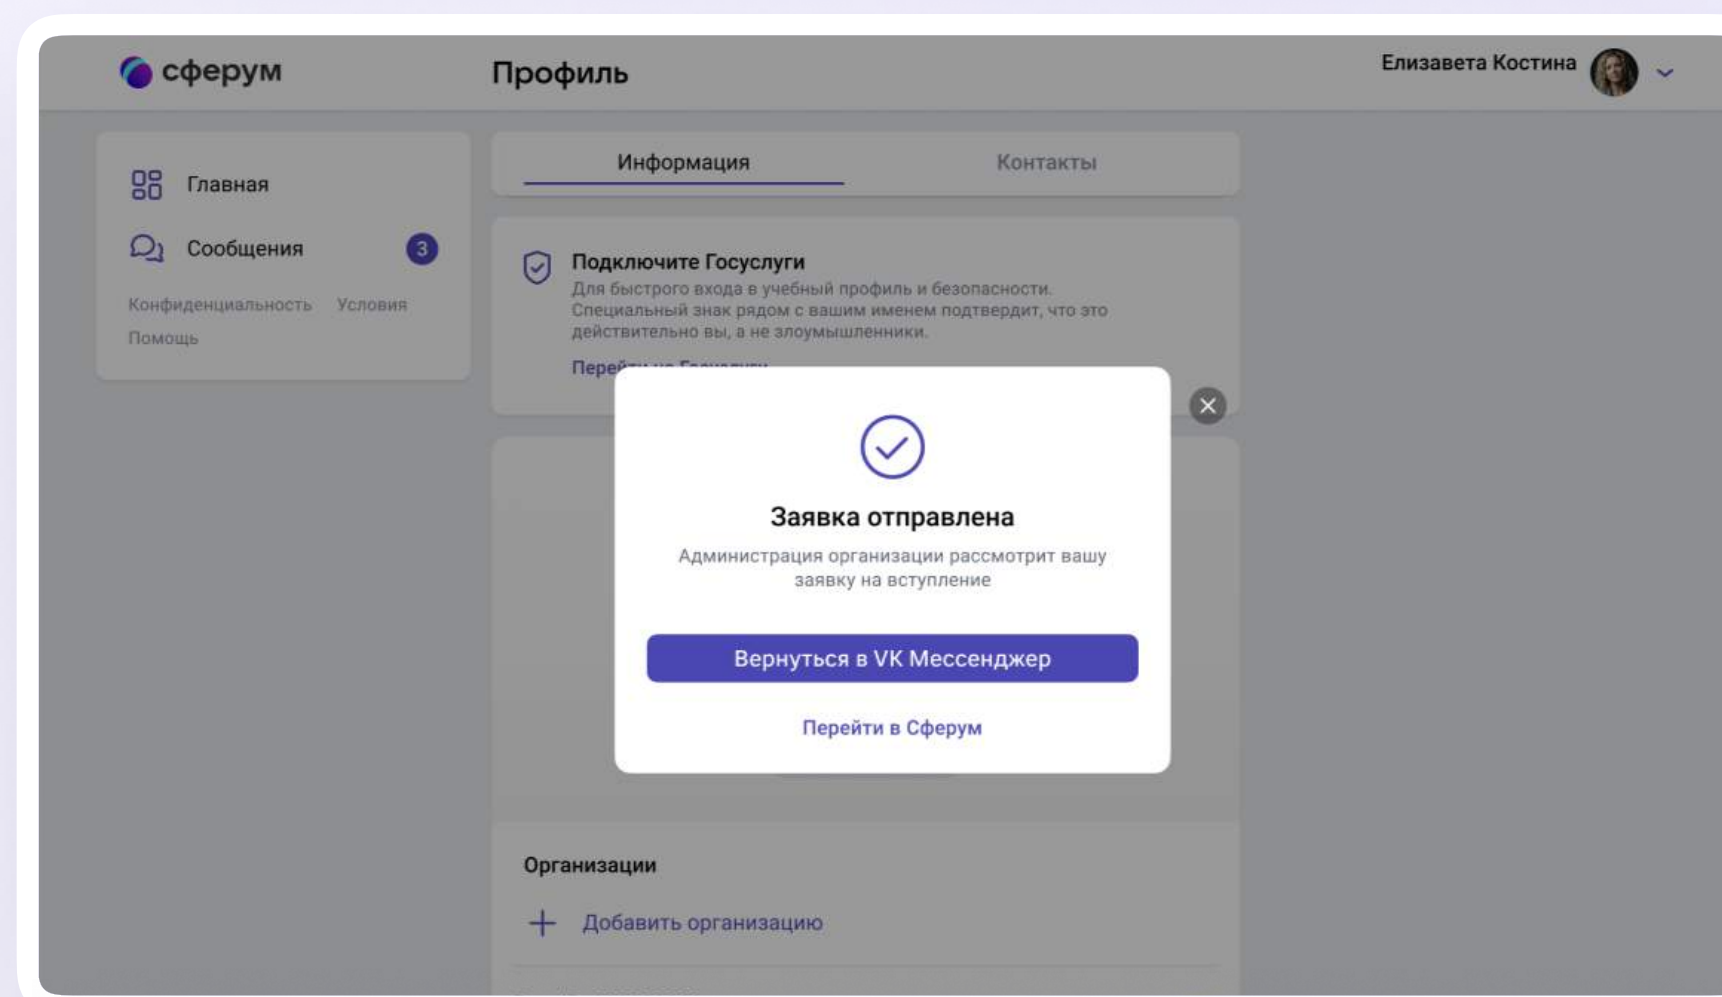 сферум
Профиль
Елизавета Костина
Главная
Сообщения 3
Конфиденциальность Условия
Помощь
Информация Контакты
Подключите Госуслуги
Для быстрого входа в учебный профиль и безопасности.
Специальный знак рядом с вашим именем подтвердит, что это
действительно вы, а не злоумышленники.
Заявка отправлена
Администрация организации рассмотрит вашу
заявку на вступление
Вернуться в VK Мессенджер
Перейти в Сферум
Организации
Добавить организацию